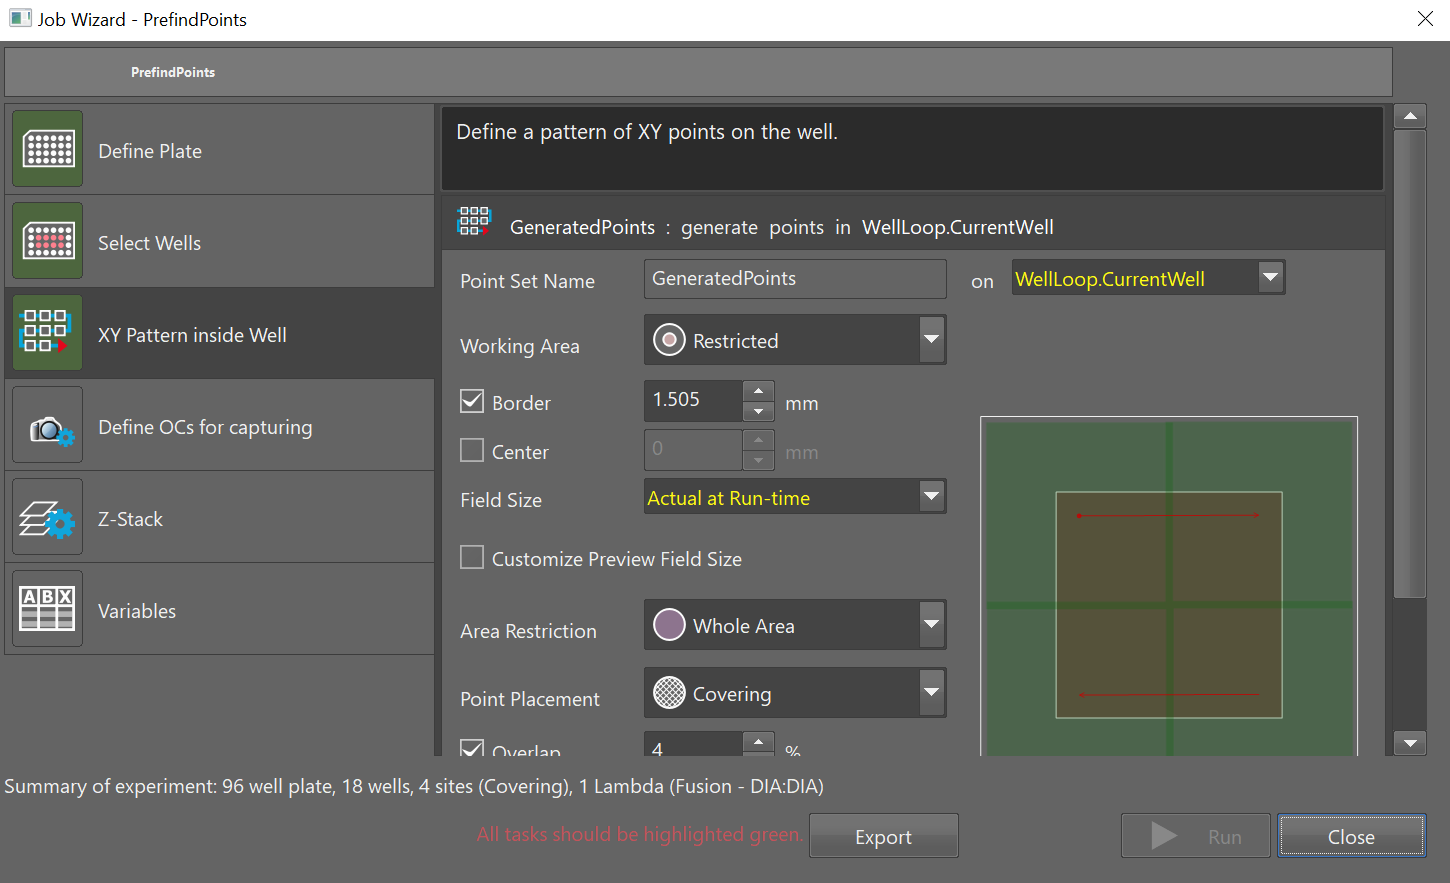 Job Wizard - PrefindPoints
PrefindPoints
Define Plate
Select Wells
XY Pattern inside Well
Define OCs for capturing
Z-Stack
ABX
Variables
Define a pattern of XY points on the well.
GeneratedPoints : generate points in WellLoop.CurrentWell
Point Set Name GeneratedPoints on WellLoop.CurrentWell
Working Area Restricted
Border 1.505 mm
Center 0 mm
Field Size Actual at Run-time
Customize Preview Field Size
Area Restriction Whole Area
Point Placement Covering
Overlap 4 %
Summary of experiment: 96 well plate, 18 wells, 4 sites (Covering), 1 Lambda (Fusion - DIA:DIA)
All tasks should be highlighted green. Export Run Close